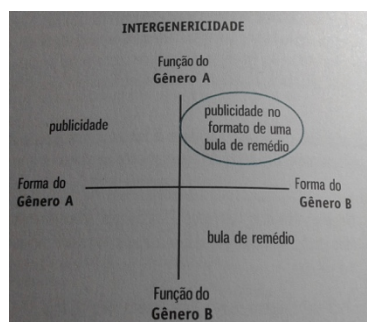 INTERGENERICIDADE
Função do
Gênero A
publicidade
publicidade no
formato de uma
bula de remédio
Forma do
Gênero A
Forma do
Gênero B
bula de remédio
Função do
Gênero B